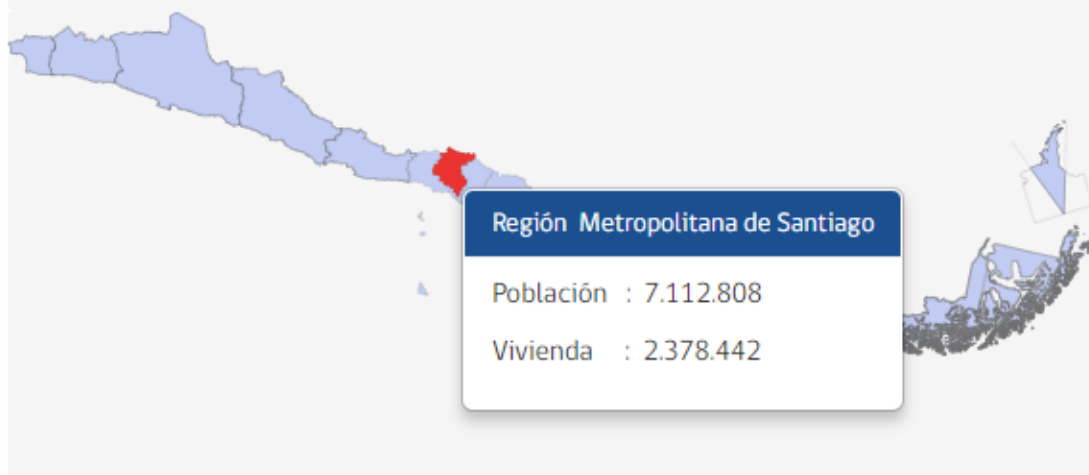 Región Metropolitana de Santiago
Población : 7.112.808
Vivienda : 2.378.442